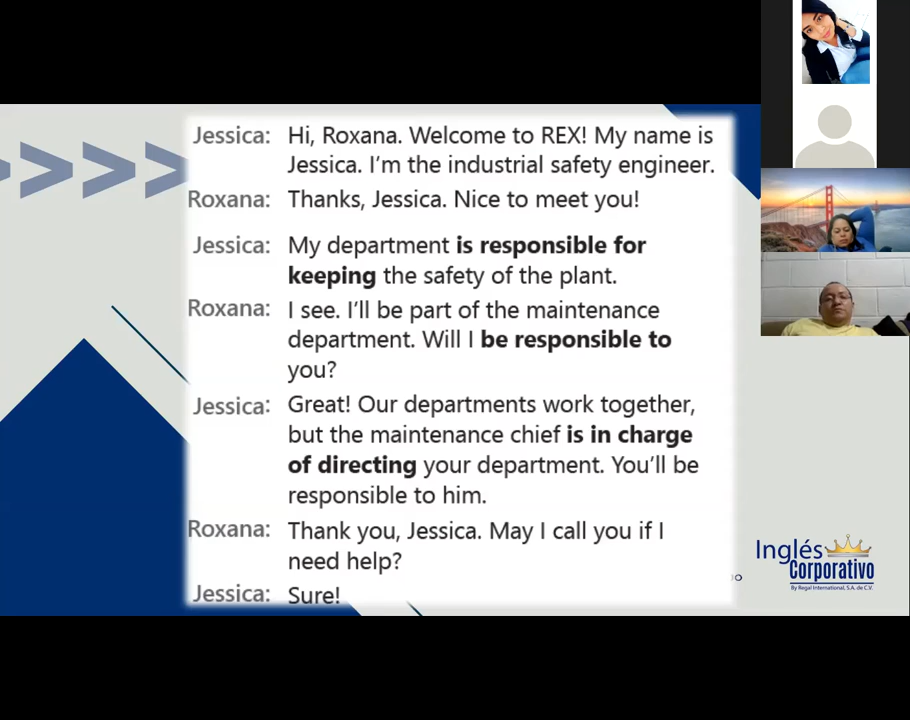 Jessica: Hi, Roxana. Welcome to REX! My name is
Jessica. I'm the industrial safety engineer.
Roxana: Thanks, Jessica. Nice to meet you!
Jessica: My department is responsible for
keeping the safety of the plant.
Roxana: I see. I'll be part of the maintenance
department. Will I be responsible to
you?
Jessica: Great! Our departments work together,
but the maintenance chief is in charge
of directing your department. You'll be
responsible to him.
Roxana: Thank you, Jessica. May I call you if I
need help?
Jessica: Sure!
Inglés
Corporativo
By Regal International, S.A. de C.V.